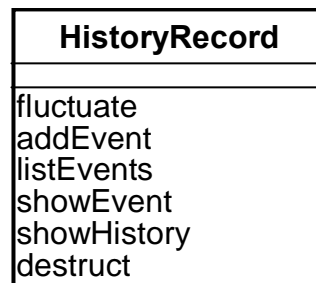 HistoryRecord
fluctuate
addEvent
listEvents
showEvent
showHistory
destruct